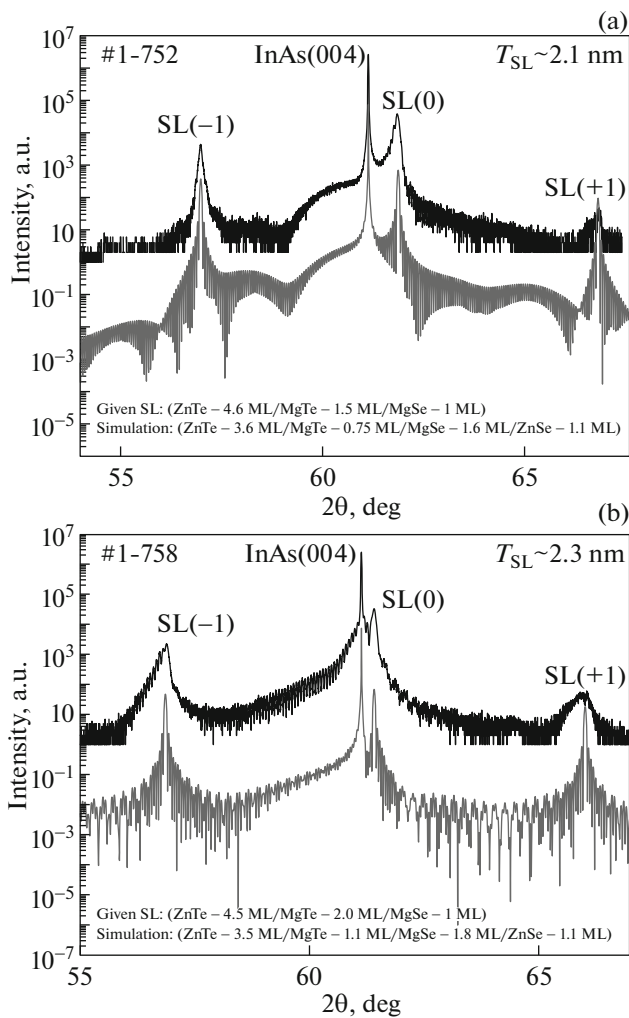 (a)
#1-752 InAs(004) T_SL~2.1 nm
SL(0)
SL(−1)
SL(+1)
10^7
10^5
10^3
10
10^−1
10^−3
10^−5
Intensity, a.u.
Given SL: (ZnTe – 4.6 ML/MgTe – 1.5 ML/MgSe – 1 ML)
Simulation: (ZnTe – 3.6 ML/MgTe – 0.75 ML/MgSe – 1.6 ML/ZnSe – 1.1 ML)
55 60 65
2θ, deg
(b)
#1-758 InAs(004) T_SL~2.3 nm
SL(0)
SL(−1)
SL(+1)
10^7
10^5
10^3
10
10^−1
10^−3
10^−5
10^−7
Intensity, a.u.
Given SL: (ZnTe – 4.5 ML/MgTe – 2.0 ML/MgSe – 1 ML)
Simulation: (ZnTe – 3.5 ML/MgTe – 1.1 ML/MgSe – 1.8 ML/ZnSe – 1.1 ML)
55 60 65
2θ, deg